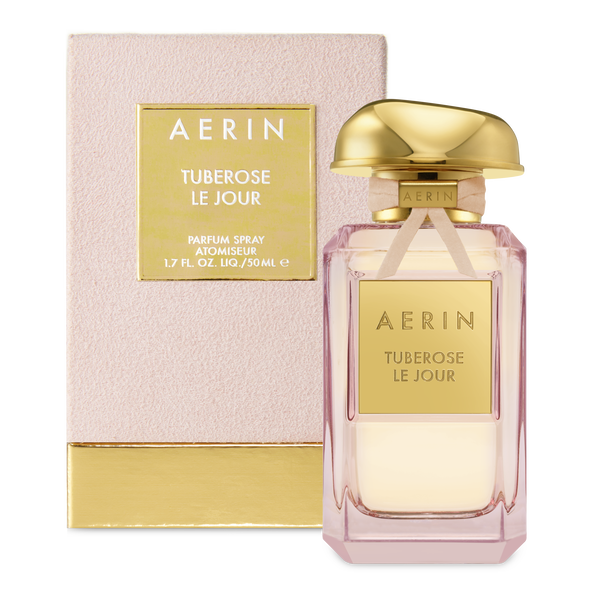 AERIN
TUBEROSE
LE JOUR
PARFUM SPRAY
ATOMISEUR
1.7 FL. OZ. LIQ./50 ML ℮
AERIN
AERIN
TUBEROSE
LE JOUR